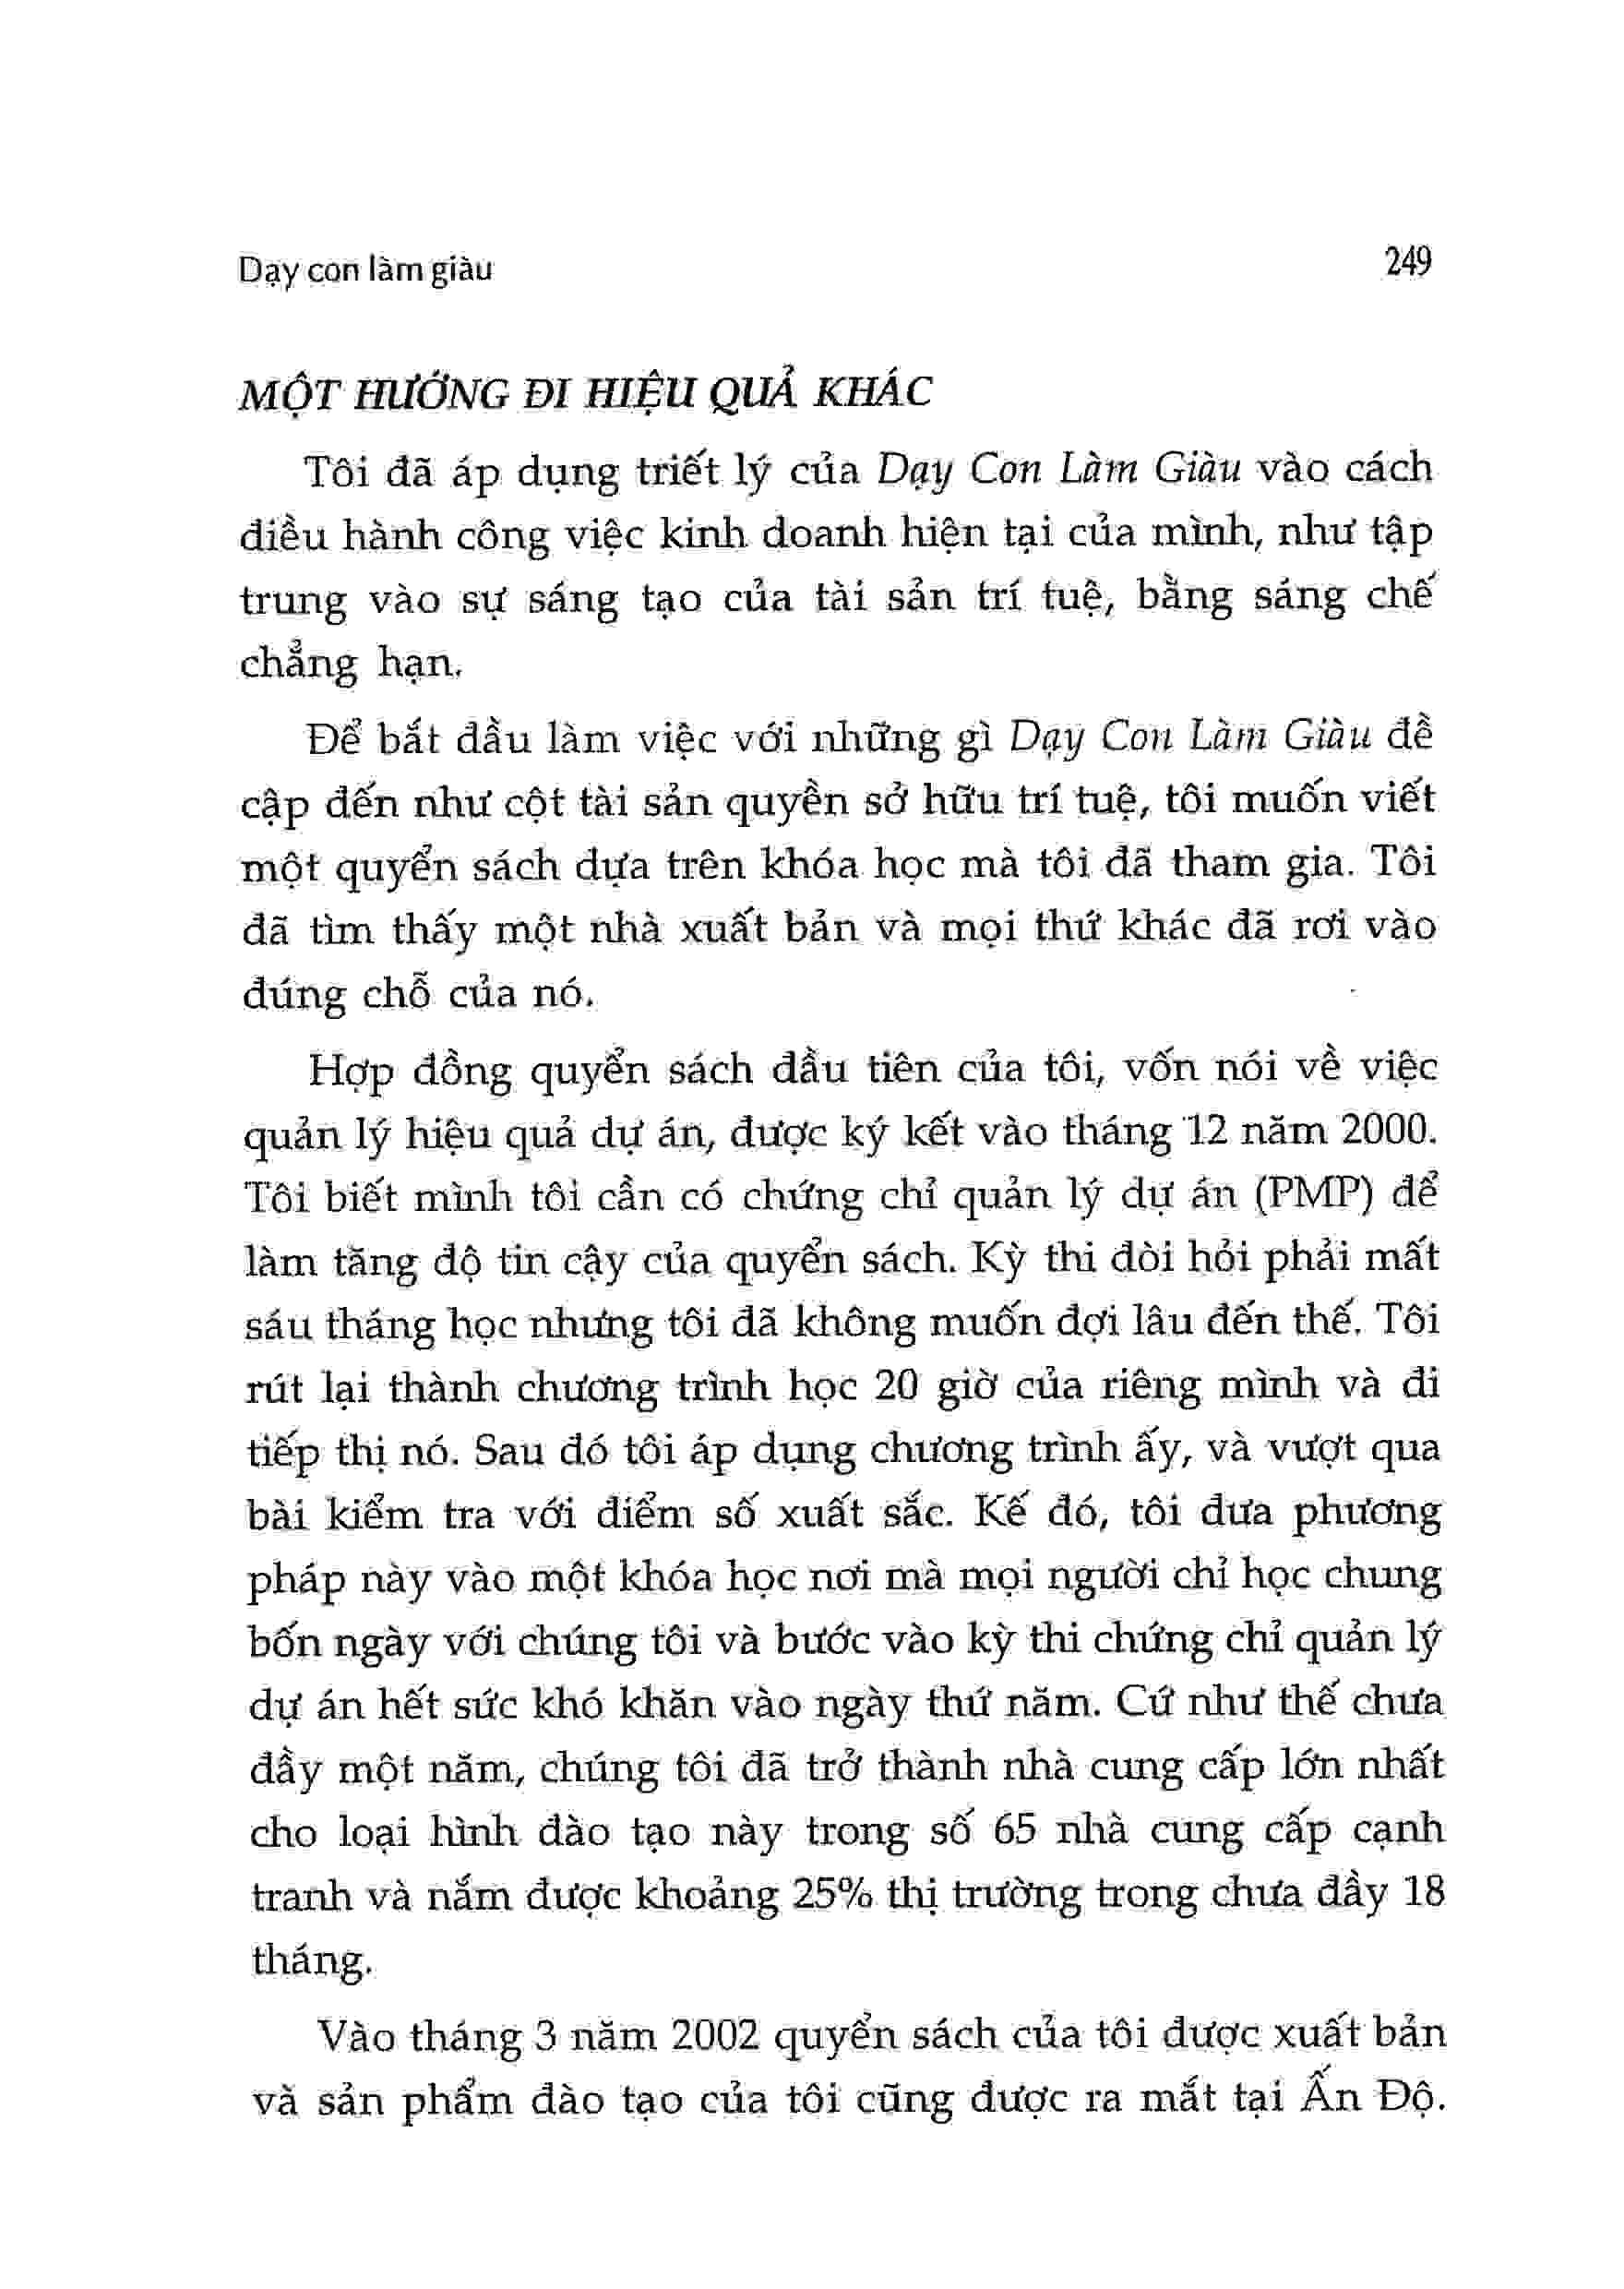 Dạy con làm giàu
249
MỘT HƯỚNG ĐI HIỆU QUẢ KHÁC
Tôi đã áp dụng triết lý của Dạy Con Làm Giàu vào cách
điều hành công việc kinh doanh hiện tại của mình, như tập
trung vào sự sáng tạo của tài sản trí tuệ, bằng sáng chế
chẳng hạn.
Để bắt đầu làm việc với những gì Dạy Con Làm Giàu đề
cập đến như cột tài sản quyền sở hữu trí tuệ, tôi muốn viết
một quyển sách dựa trên khóa học mà tôi đã tham gia. Tôi
đã tìm thấy một nhà xuất bản và mọi thứ khác đã rơi vào
đúng chỗ của nó.
Hợp đồng quyển sách đầu tiên của tôi, vốn nói về việc
quản lý hiệu quả dự án, được ký kết vào tháng 12 năm 2000.
Tôi biết mình tôi cần có chứng chỉ quản lý dự án (PMP) để
làm tăng độ tin cậy của quyển sách. Kỳ thi đòi hỏi phải mất
sáu tháng học nhưng tôi đã không muốn đợi lâu đến thế. Tôi
rút lại thành chương trình học 20 giờ của riêng mình và đi
tiếp thị nó. Sau đó tôi áp dụng chương trình ấy, và vượt qua
bài kiểm tra với điểm số xuất sắc. Kế đó, tôi đưa phương
pháp này vào một khóa học nơi mà mọi người chỉ học chung
bốn ngày với chúng tôi và bước vào kỳ thi chứng chỉ quản lý
dự án hết sức khó khăn vào ngày thứ năm. Cứ như thế chưa
đầy một năm, chúng tôi đã trở thành nhà cung cấp lớn nhất
cho loại hình đào tạo này trong số 65 nhà cung cấp cạnh
tranh và nắm được khoảng 25% thị trường trong chưa đầy 18
tháng.
Vào tháng 3 năm 2002 quyển sách của tôi được xuất bản
và sản phẩm đào tạo của tôi cũng được ra mắt tại Ấn Độ.